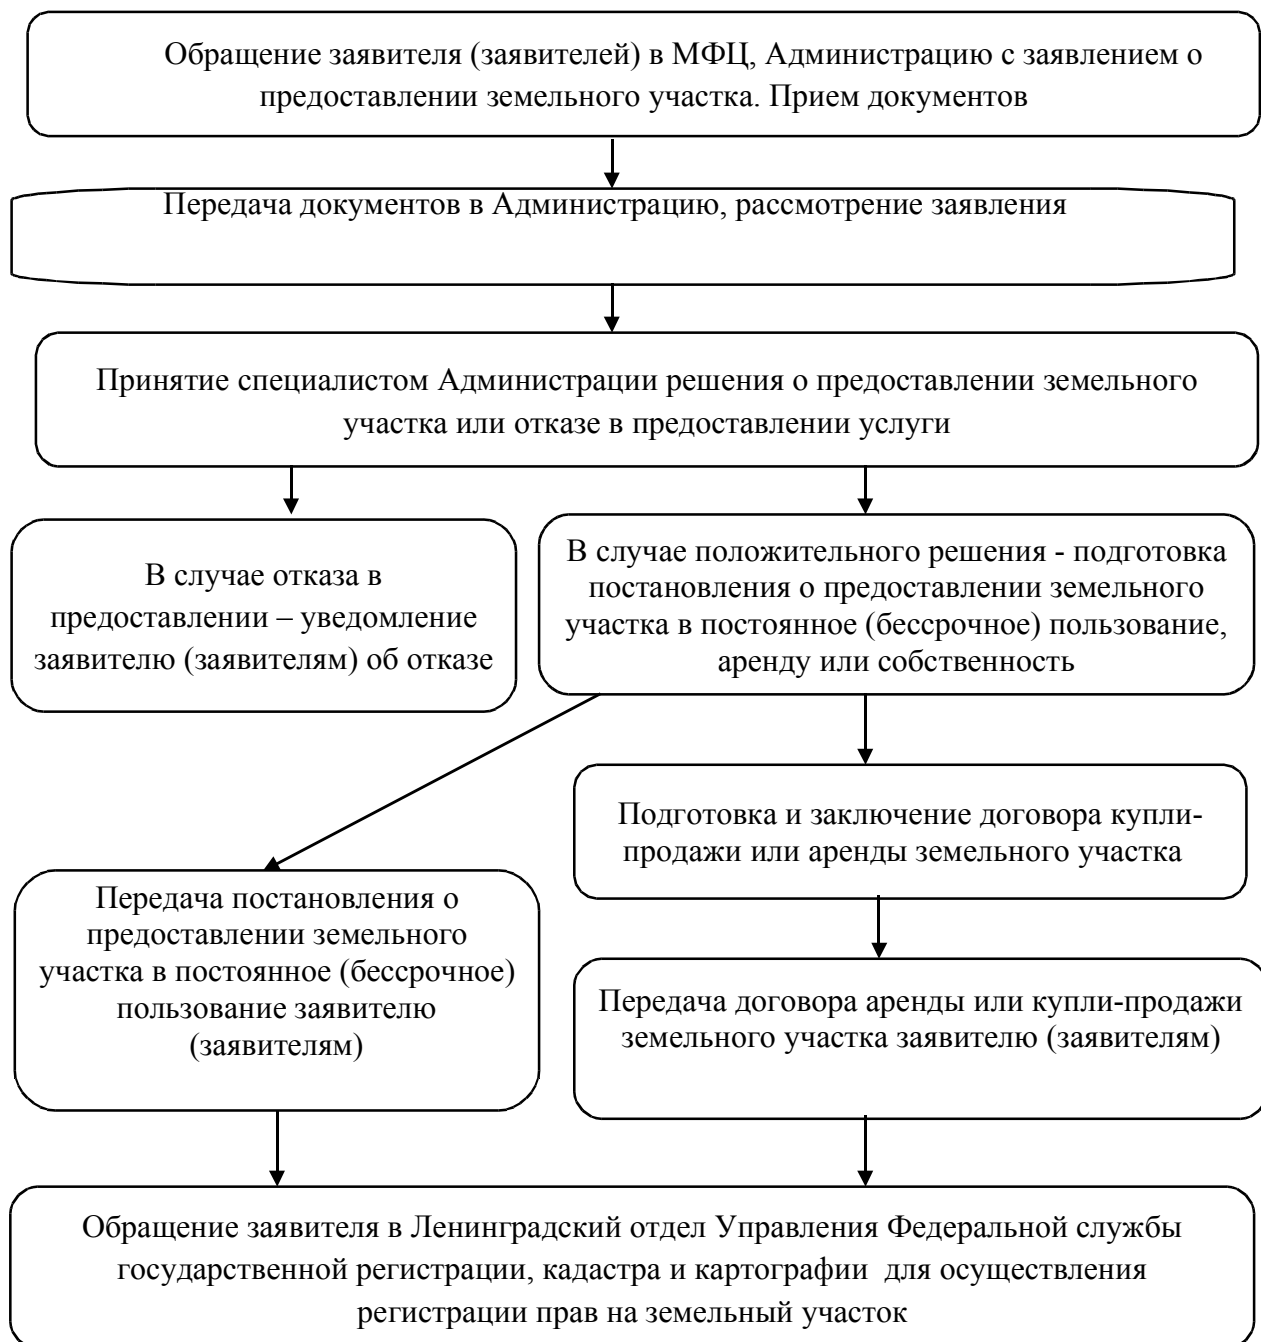 Обращение заявителя (заявителей) в МФЦ, Администрацию с заявлением о
предоставлении земельного участка. Прием документов
Передача документов в Администрацию, рассмотрение заявления
Принятие специалистом Администрации решения о предоставлении земельного
участка или отказе в предоставлении услуги
В случае отказа в
предоставлении – уведомление
заявителю (заявителям) об отказе
В случае положительного решения - подготовка
постановления о предоставлении земельного
участка в постоянное (бессрочное) пользование,
аренду или собственность
Подготовка и заключение договора купли-
продажи или аренды земельного участка
Передача постановления о
предоставлении земельного
участка в постоянное (бессрочное)
пользование заявителю
(заявителям)
Передача договора аренды или купли-продажи
земельного участка заявителю (заявителям)
Обращение заявителя в Ленинградский отдел Управления Федеральной службы
государственной регистрации, кадастра и картографии  для осуществления
регистрации прав на земельный участок